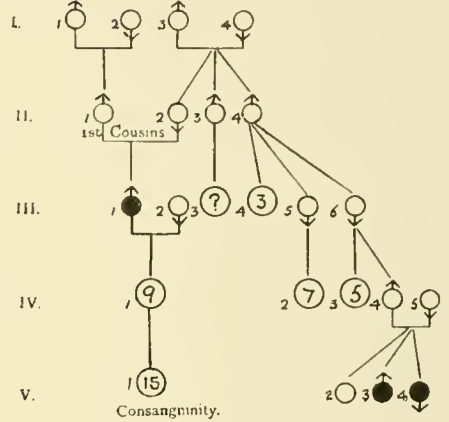 I. 1 2 3 4
II. 1 2 3 4
1st Cousins
III. 1 2 3 ? 4 3 5 6
IV. 1 9 2 7 3 5 4 5
V. 1 15 2 3 4
Consanguinity.